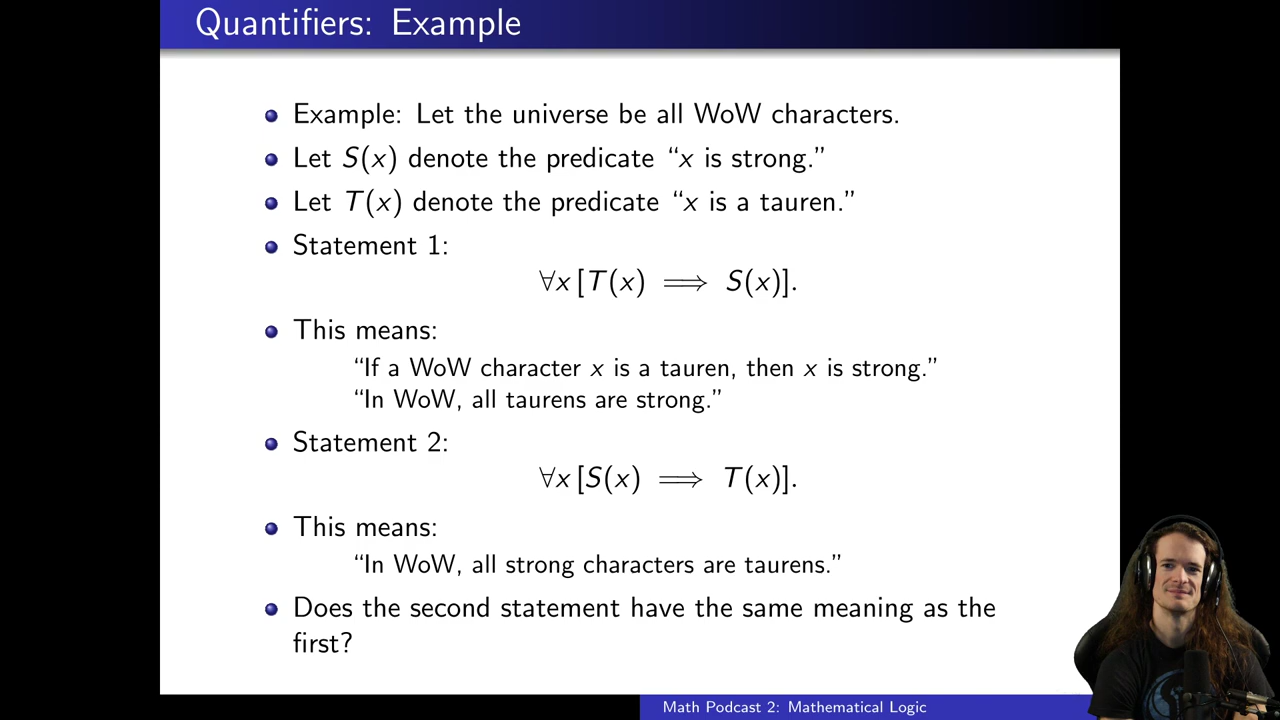 Quantifiers: Example
Example: Let the universe be all WoW characters.
Let S(x) denote the predicate “x is strong.”
Let T(x) denote the predicate “x is a tauren.”
Statement 1:
∀x [T(x) ⟹ S(x)].
This means:
“If a WoW character x is a tauren, then x is strong.”
“In WoW, all taurens are strong.”
Statement 2:
∀x [S(x) ⟹ T(x)].
This means:
“In WoW, all strong characters are taurens.”
Does the second statement have the same meaning as the
first?
Math Podcast 2: Mathematical Logic